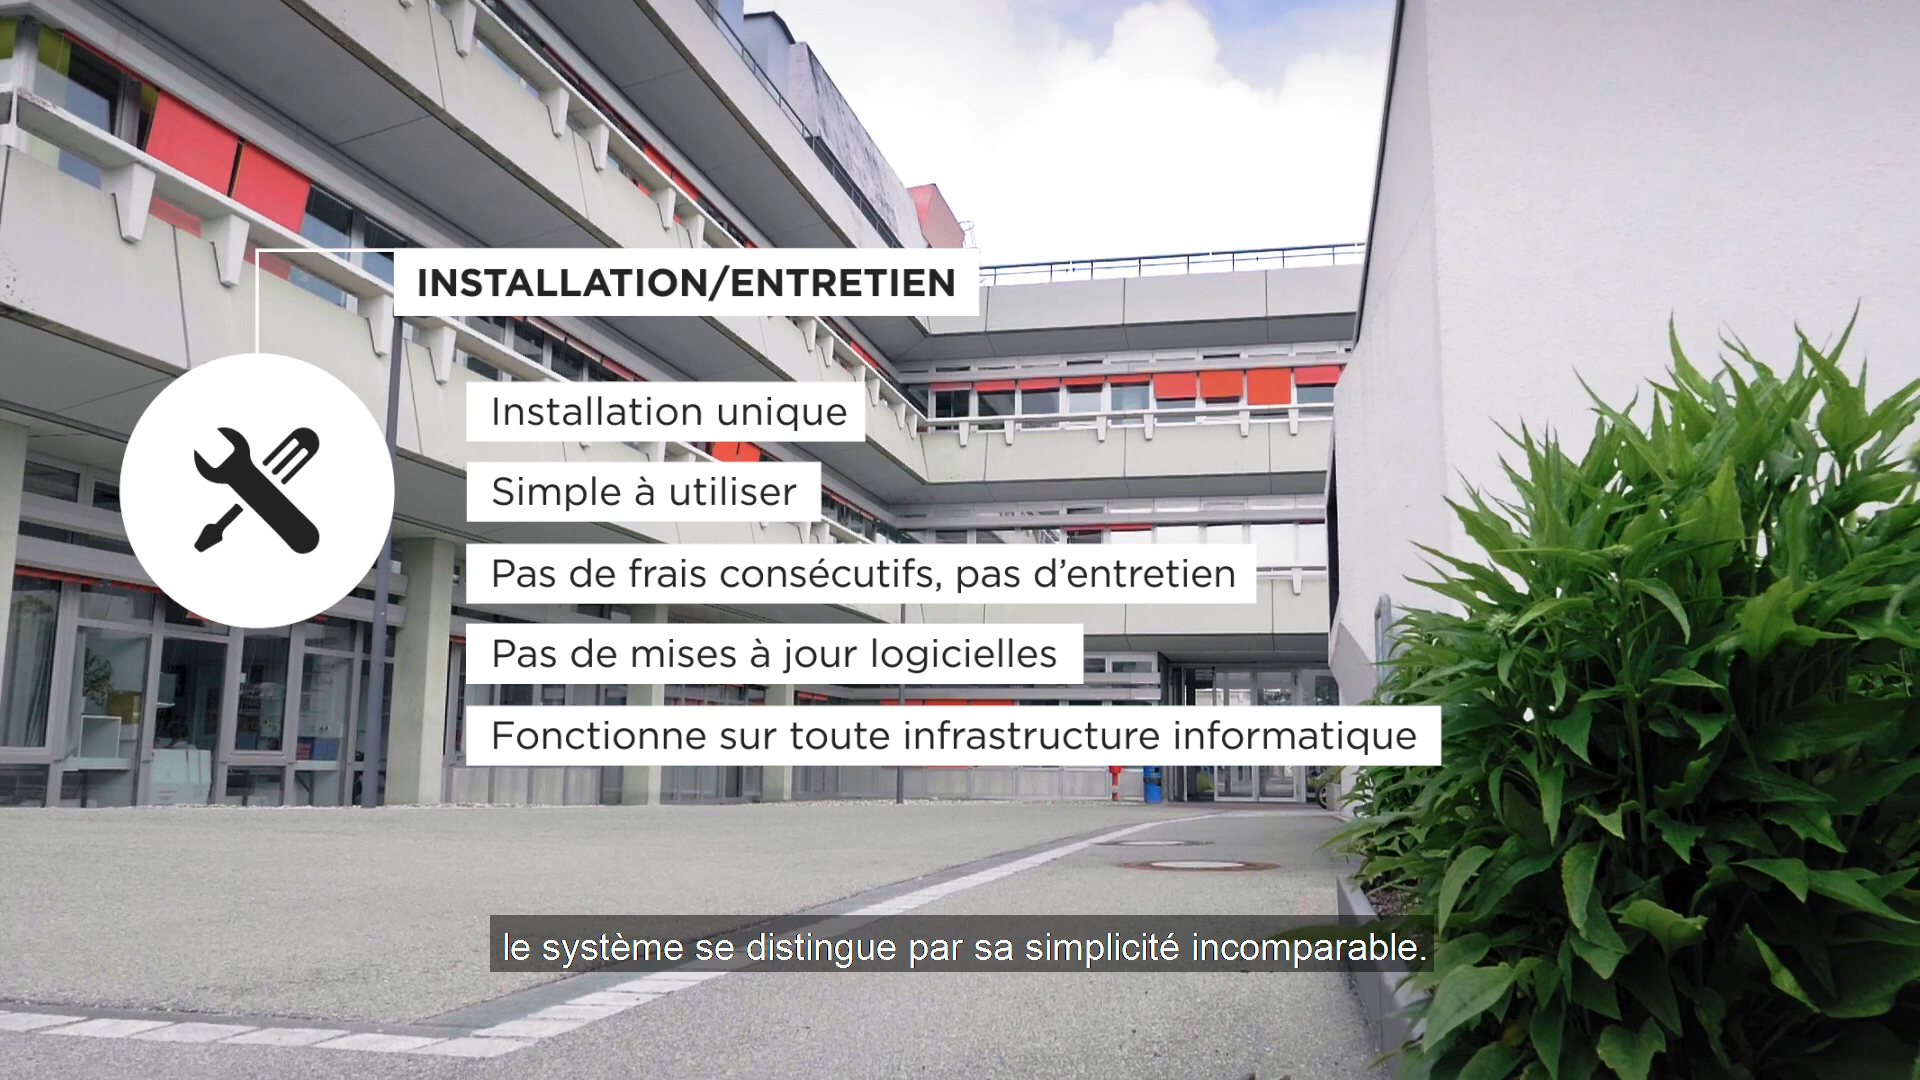 INSTALLATION/ENTRETIEN
Installation unique
Simple à utiliser
Pas de frais consécutifs, pas d’entretien
Pas de mises à jour logicielles
Fonctionne sur toute infrastructure informatique
le système se distingue par sa simplicité incomparable.